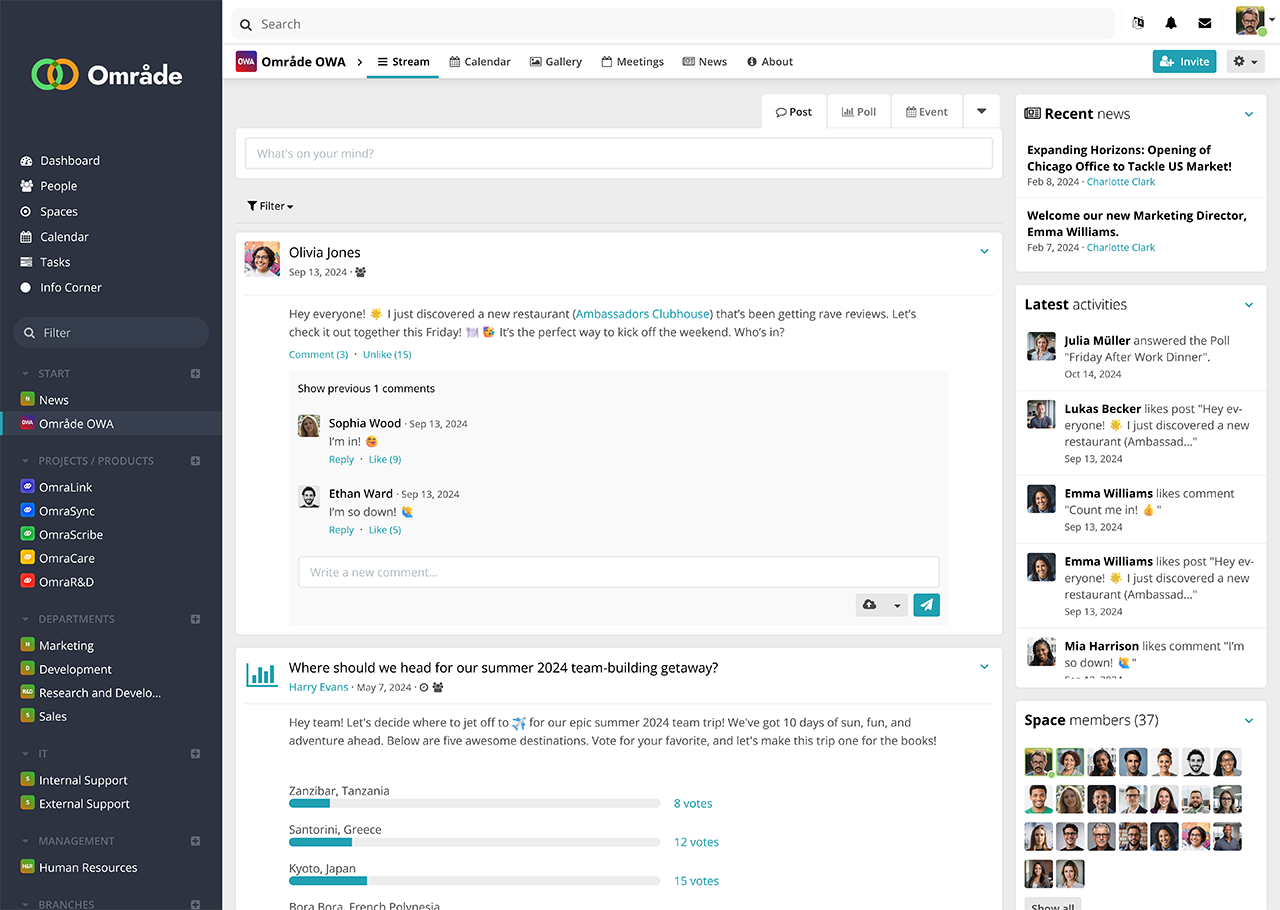 Område
Dashboard
People
Spaces
Calendar
Tasks
Info Corner
Filter
START
N News
OWA Område OWA
PROJECTS / PRODUCTS
OmraLink
OmraSync
OmraScribe
OmraCare
OmraR&D
DEPARTMENTS
M Marketing
D Development
R&D Research and Develo...
S Sales
IT
S Internal Support
S External Support
MANAGEMENT
H&R Human Resources
BRANCHES
Search
OWA Område OWA
Stream
Calendar
Gallery
Meetings
News
About
Invite
Post
Poll
Event
What's on your mind?
Filter
Olivia Jones
Sep 13, 2024 ·
Hey everyone! ☀️ I just discovered a new restaurant (Ambassadors Clubhouse) that's been getting rave reviews. Let's
check it out together this Friday! 🍽️ 💃 It's the perfect way to kick off the weekend. Who's in?
Comment (3) · Unlike (15)
Show previous 1 comments
Sophia Wood · Sep 13, 2024
I'm in! 🥰
Reply · Like (9)
Ethan Ward · Sep 13, 2024
I'm so down! 🙋
Reply · Like (5)
Write a new comment...
Where should we head for our summer 2024 team-building getaway?
Harry Evans · May 7, 2024 ·
Hey team! Let's decide where to jet off to ✈️ for our epic summer 2024 team trip! We've got 10 days of sun, fun, and
adventure ahead. Below are five awesome destinations. Vote for your favorite, and let's make this trip one for the books!
Zanzibar, Tanzania
8 votes
Santorini, Greece
12 votes
Kyoto, Japan
15 votes
Bora Bora, French Polynesia
Recent news
Expanding Horizons: Opening of
Chicago Office to Tackle US Market!
Feb 8, 2024 · Charlotte Clark
Welcome our new Marketing Director,
Emma Williams.
Feb 7, 2024 · Charlotte Clark
Latest activities
Julia Müller answered the Poll
"Friday After Work Dinner".
Oct 14, 2024
Lukas Becker likes post "Hey ev-
eryone! ☀️ I just discovered a new
restaurant (Ambassad..."
Sep 13, 2024
Emma Williams likes comment
"Count me in! 👍"
Sep 13, 2024
Emma Williams likes post "Hey ev-
eryone! ☀️ I just discovered a new
restaurant (Ambassad..."
Sep 13, 2024
Mia Harrison likes comment "I'm
so down! 🙋"
Sep 13, 2024
Space members (37)
Show all